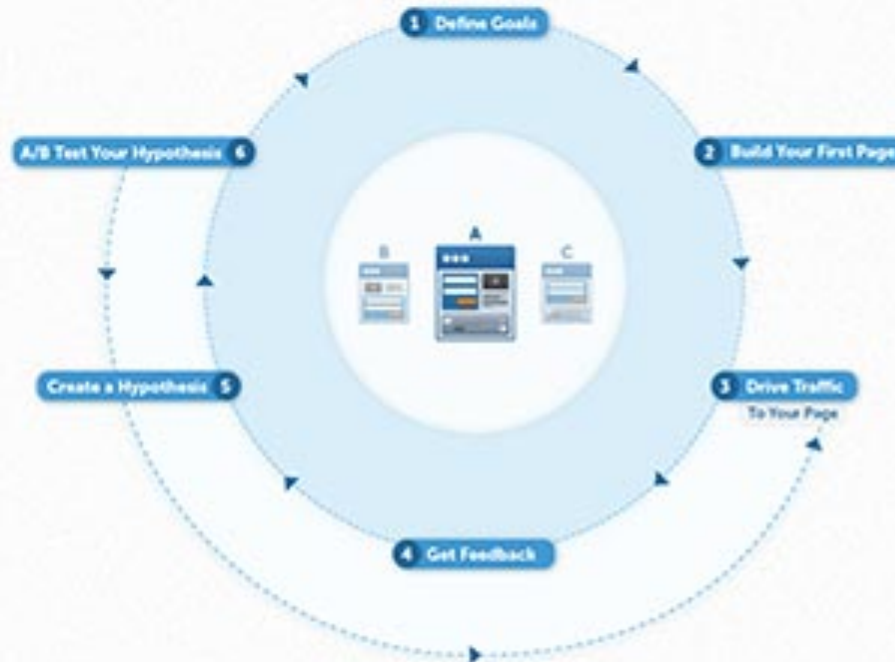 1 Define Goals
A/B Test Your Hypothesis 6
2 Build Your First Page
A
B
C
Create a Hypothesis 5
3 Drive Traffic
To Your Page
4 Get Feedback